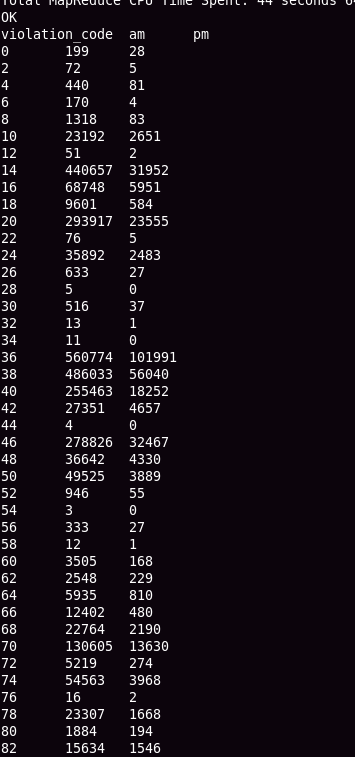 Total MapReduce CPU Time Spent: 44 seconds
OK
violation_code am pm
0 199 28
2 72 5
4 440 81
6 170 4
8 1318 83
10 23192 2651
12 51 2
14 440657 31952
16 68748 5951
18 9601 584
20 293917 23555
22 76 5
24 35892 2483
26 633 27
28 5 0
30 516 37
32 13 1
34 11 0
36 560774 101991
38 486033 56040
40 255463 18252
42 27351 4657
44 4 0
46 278826 32467
48 36642 4330
50 49525 3889
52 946 55
54 3 0
56 333 27
58 12 1
60 3505 168
62 2548 229
64 5935 810
66 12402 480
68 22764 2190
70 130605 13630
72 5219 274
74 54563 3968
76 16 2
78 23307 1668
80 1884 194
82 15634 1546